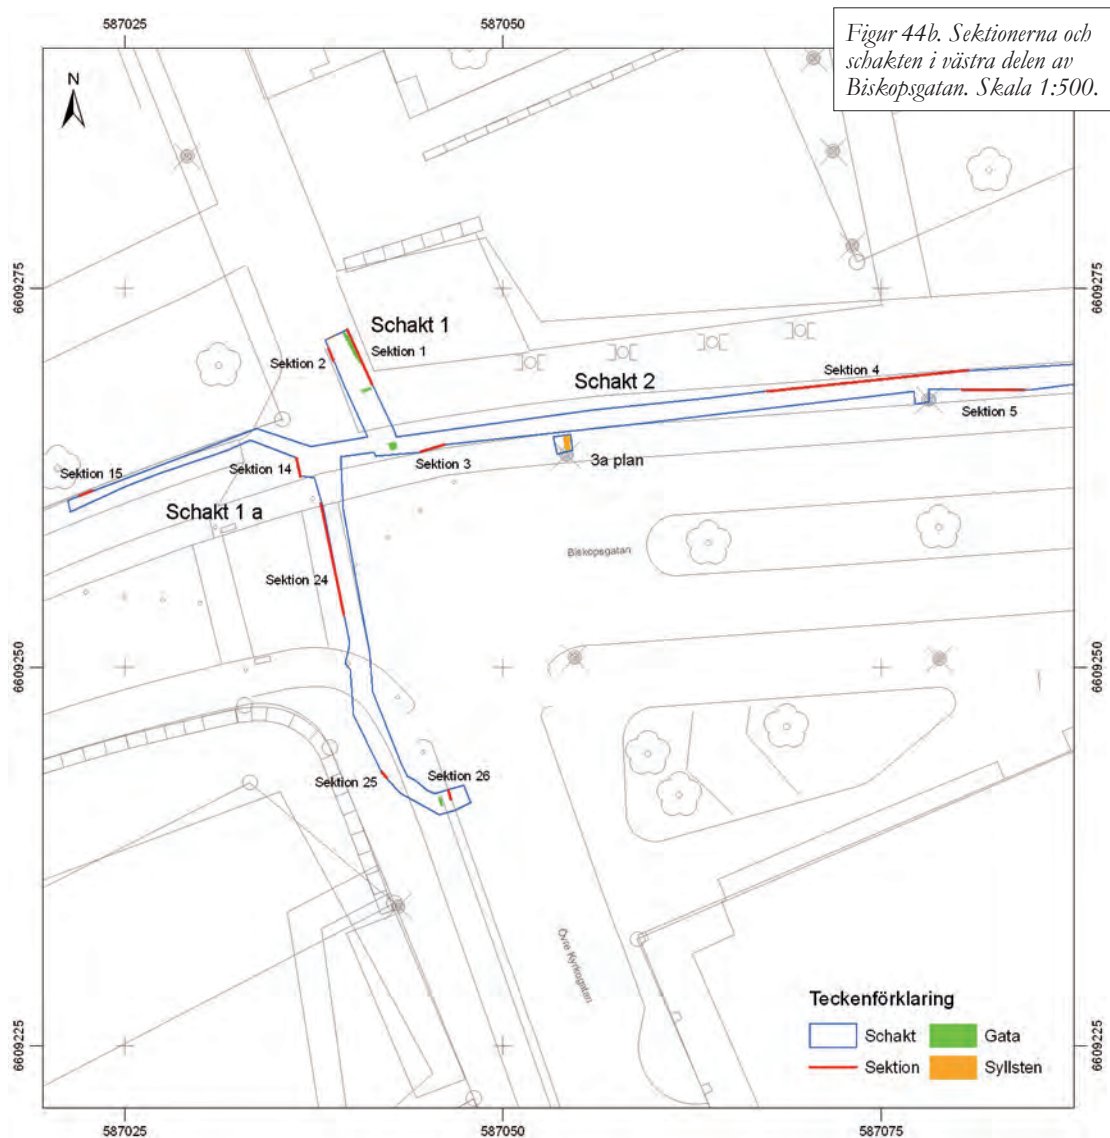 587025
587050
Figur 44b. Sektionerna och
schakten i västra delen av
Biskopsgatan. Skala 1:500.
N
6609275
6609275
Schakt 1
Sektion 2
Sektion 1
Schakt 2
Sektion 4
Sektion 5
Sektion 15
Sektion 14
Sektion 3
3a plan
Schakt 1 a
Biskopsgatan
Sektion 24
6609250
6609250
Sektion 25
Sektion 26
Övre Kyrkogatan
Teckenförklaring
Schakt
Gata
Sektion
Syllsten
6609225
6609225
587025
587050
587075